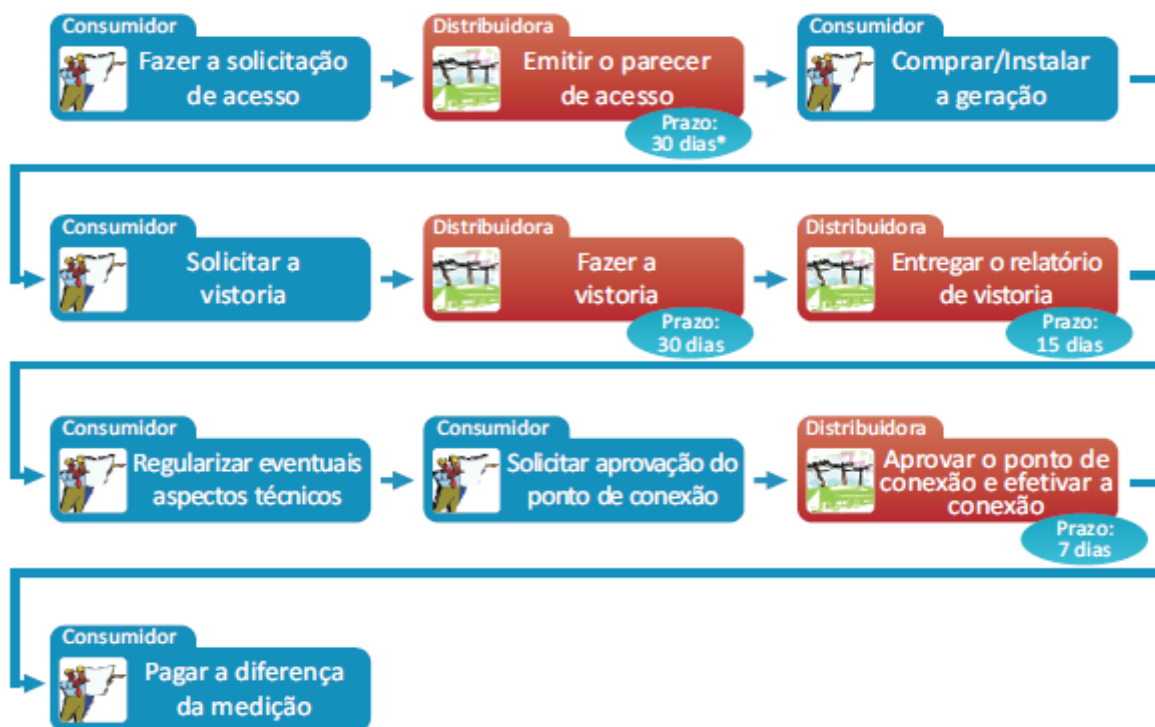 Consumidor
Fazer a solicitação
de acesso
Distribuidora
Emitir o parecer
de acesso
Prazo:
30 dias*
Consumidor
Comprar/Instalar
a geração
Consumidor
Solicitar a
vistoria
Distribuidora
Fazer a
vistoria
Prazo:
30 dias
Distribuidora
Entregar o relatório
de vistoria
Prazo:
15 dias
Consumidor
Regularizar eventuais
aspectos técnicos
Consumidor
Solicitar aprovação do
ponto de conexão
Distribuidora
Aprovar o ponto de
conexão e efetivar a
conexão
Prazo:
7 dias
Consumidor
Pagar a diferença
da medição